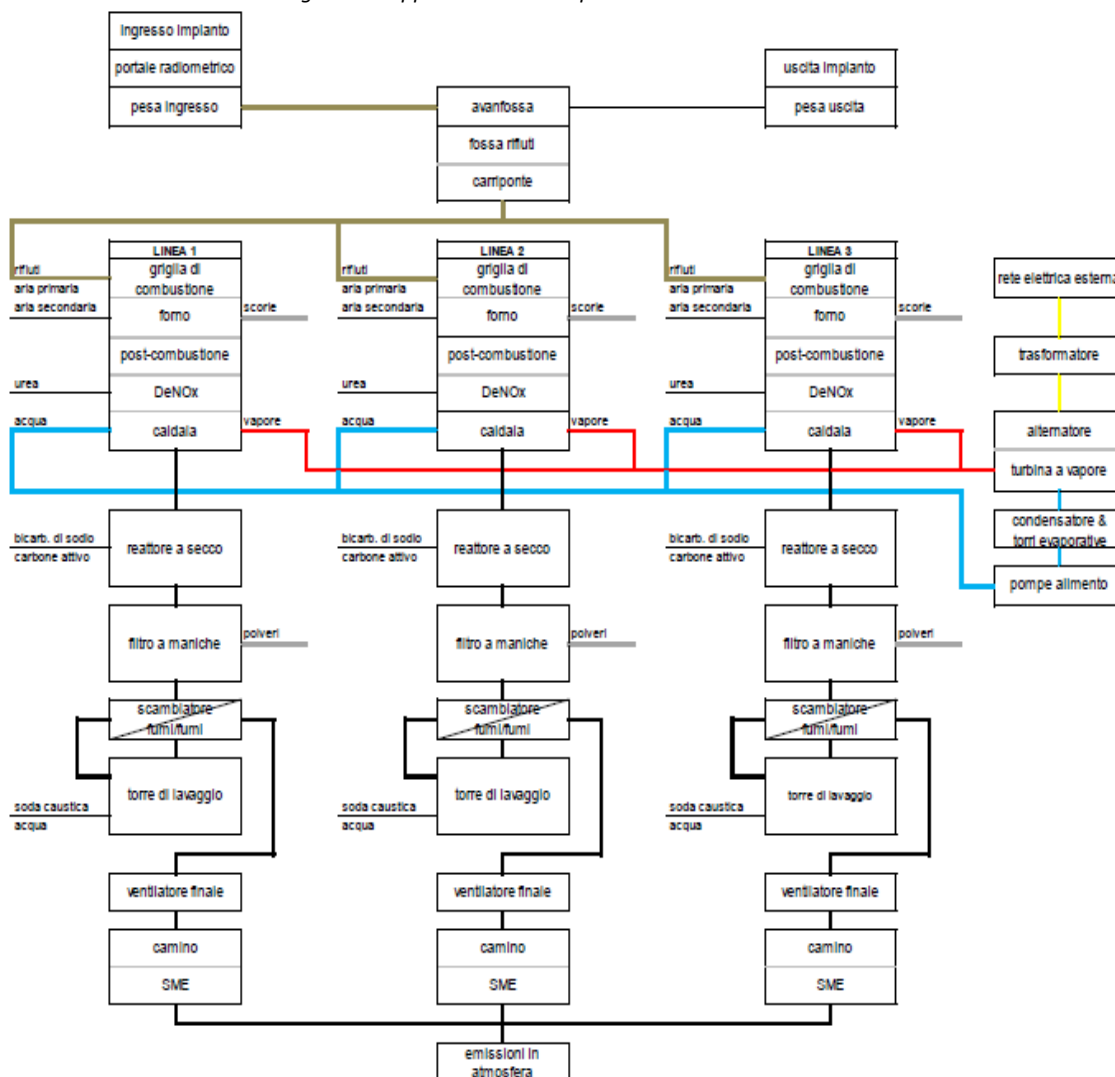 ingresso impianto
portale radiometrico
pesa ingresso
uscita impianto
pesa uscita
avanfossa
fossa rifiuti
carriponte
LINEA 1
rifiuti
griglia di
combustione
aria primaria
aria secondaria
forno
scorie
post-combustione
urea
DeNOx
acqua
caldaia
vapore
bicarb. di sodio
carbone attivo
reattore a secco
filtro a maniche
polveri
scambiatore
fumi/fumi
torre di lavaggio
soda caustica
acqua
ventilatore finale
camino
SME
LINEA 2
rifiuti
griglia di
combustione
aria primaria
aria secondaria
forno
scorie
post-combustione
urea
DeNOx
acqua
caldaia
vapore
bicarb. di sodio
carbone attivo
reattore a secco
filtro a maniche
polveri
scambiatore
fumi/fumi
torre di lavaggio
soda caustica
acqua
ventilatore finale
camino
SME
LINEA 3
rifiuti
griglia di
combustione
aria primaria
aria secondaria
forno
scorie
post-combustione
urea
DeNOx
acqua
caldaia
vapore
bicarb. di sodio
carbone attivo
reattore a secco
filtro a maniche
polveri
scambiatore
fumi/fumi
torre di lavaggio
soda caustica
acqua
ventilatore finale
camino
SME
rete elettrica esterna
trasformatore
alternatore
turbina a vapore
condensatore &
torri evaporative
pompe alimento
emissioni in
atmosfera